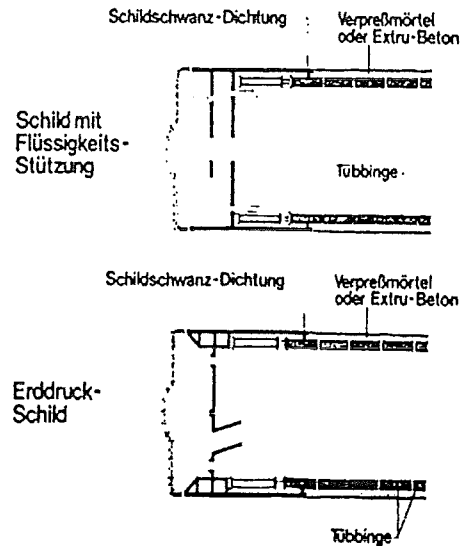 Schildschwanz-Dichtung
Verpreßmörtel
oder Extru-Beton
Schild mit
Flüssigkeits-
Stützung
Tübbinge
Schildschwanz-Dichtung
Verpreßmörtel
oder Extru-Beton
Erddruck-
Schild
Tübbinge